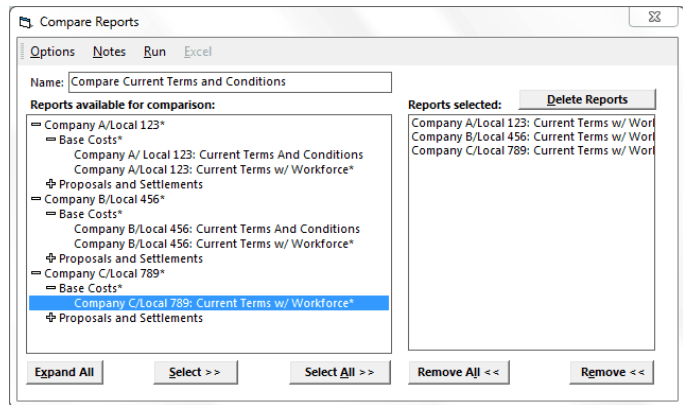 Compare Reports
Options Notes Run Excel
Name: Compare Current Terms and Conditions
Reports available for comparison:
Company A/Local 123*
Base Costs*
Company A/ Local 123: Current Terms And Conditions
Company A/Local 123: Current Terms w/ Workforce*
Proposals and Settlements
Company B/Local 456*
Base Costs*
Company B/Local 456: Current Terms And Conditions
Company B/Local 456: Current Terms w/ Workforce*
Proposals and Settlements
Company C/Local 789*
Base Costs*
Company C/Local 789: Current Terms w/ Workforce*
Proposals and Settlements
Reports selected: Delete Reports
Company A/Local 123: Current Terms w/ Worl
Company B/Local 456: Current Terms w/ Worl
Company C/Local 789: Current Terms w/ Worl
Expand All Select >> Select All >> Remove All << Remove <<